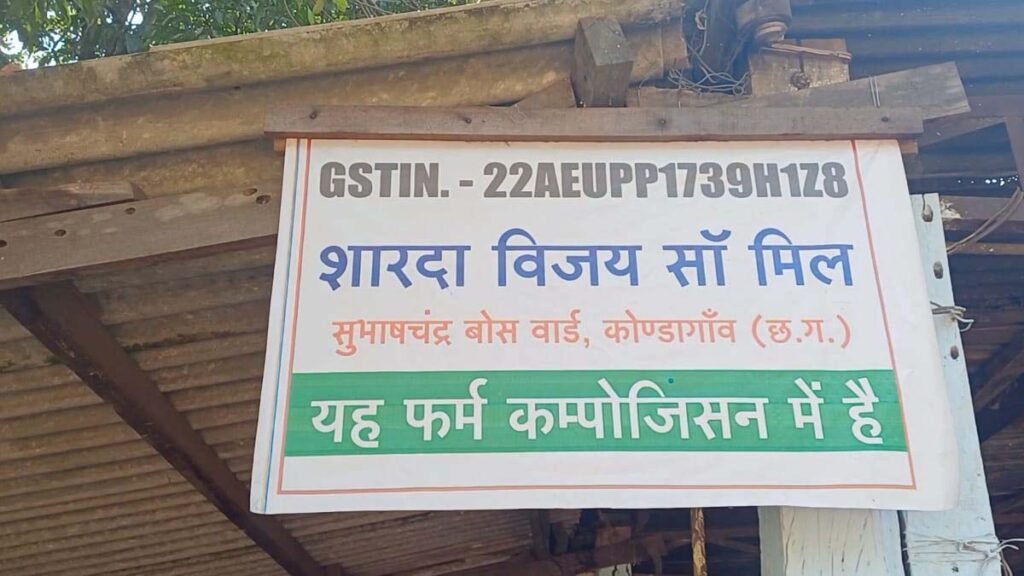 GSTIN. - 22AEUPP1739H1Z8
शारदा विजय सॉ मिल
सुभाषचंद्र बोस वार्ड, कोण्डागाँव (छ.ग.)
यह फर्म कम्पोजिसन में है